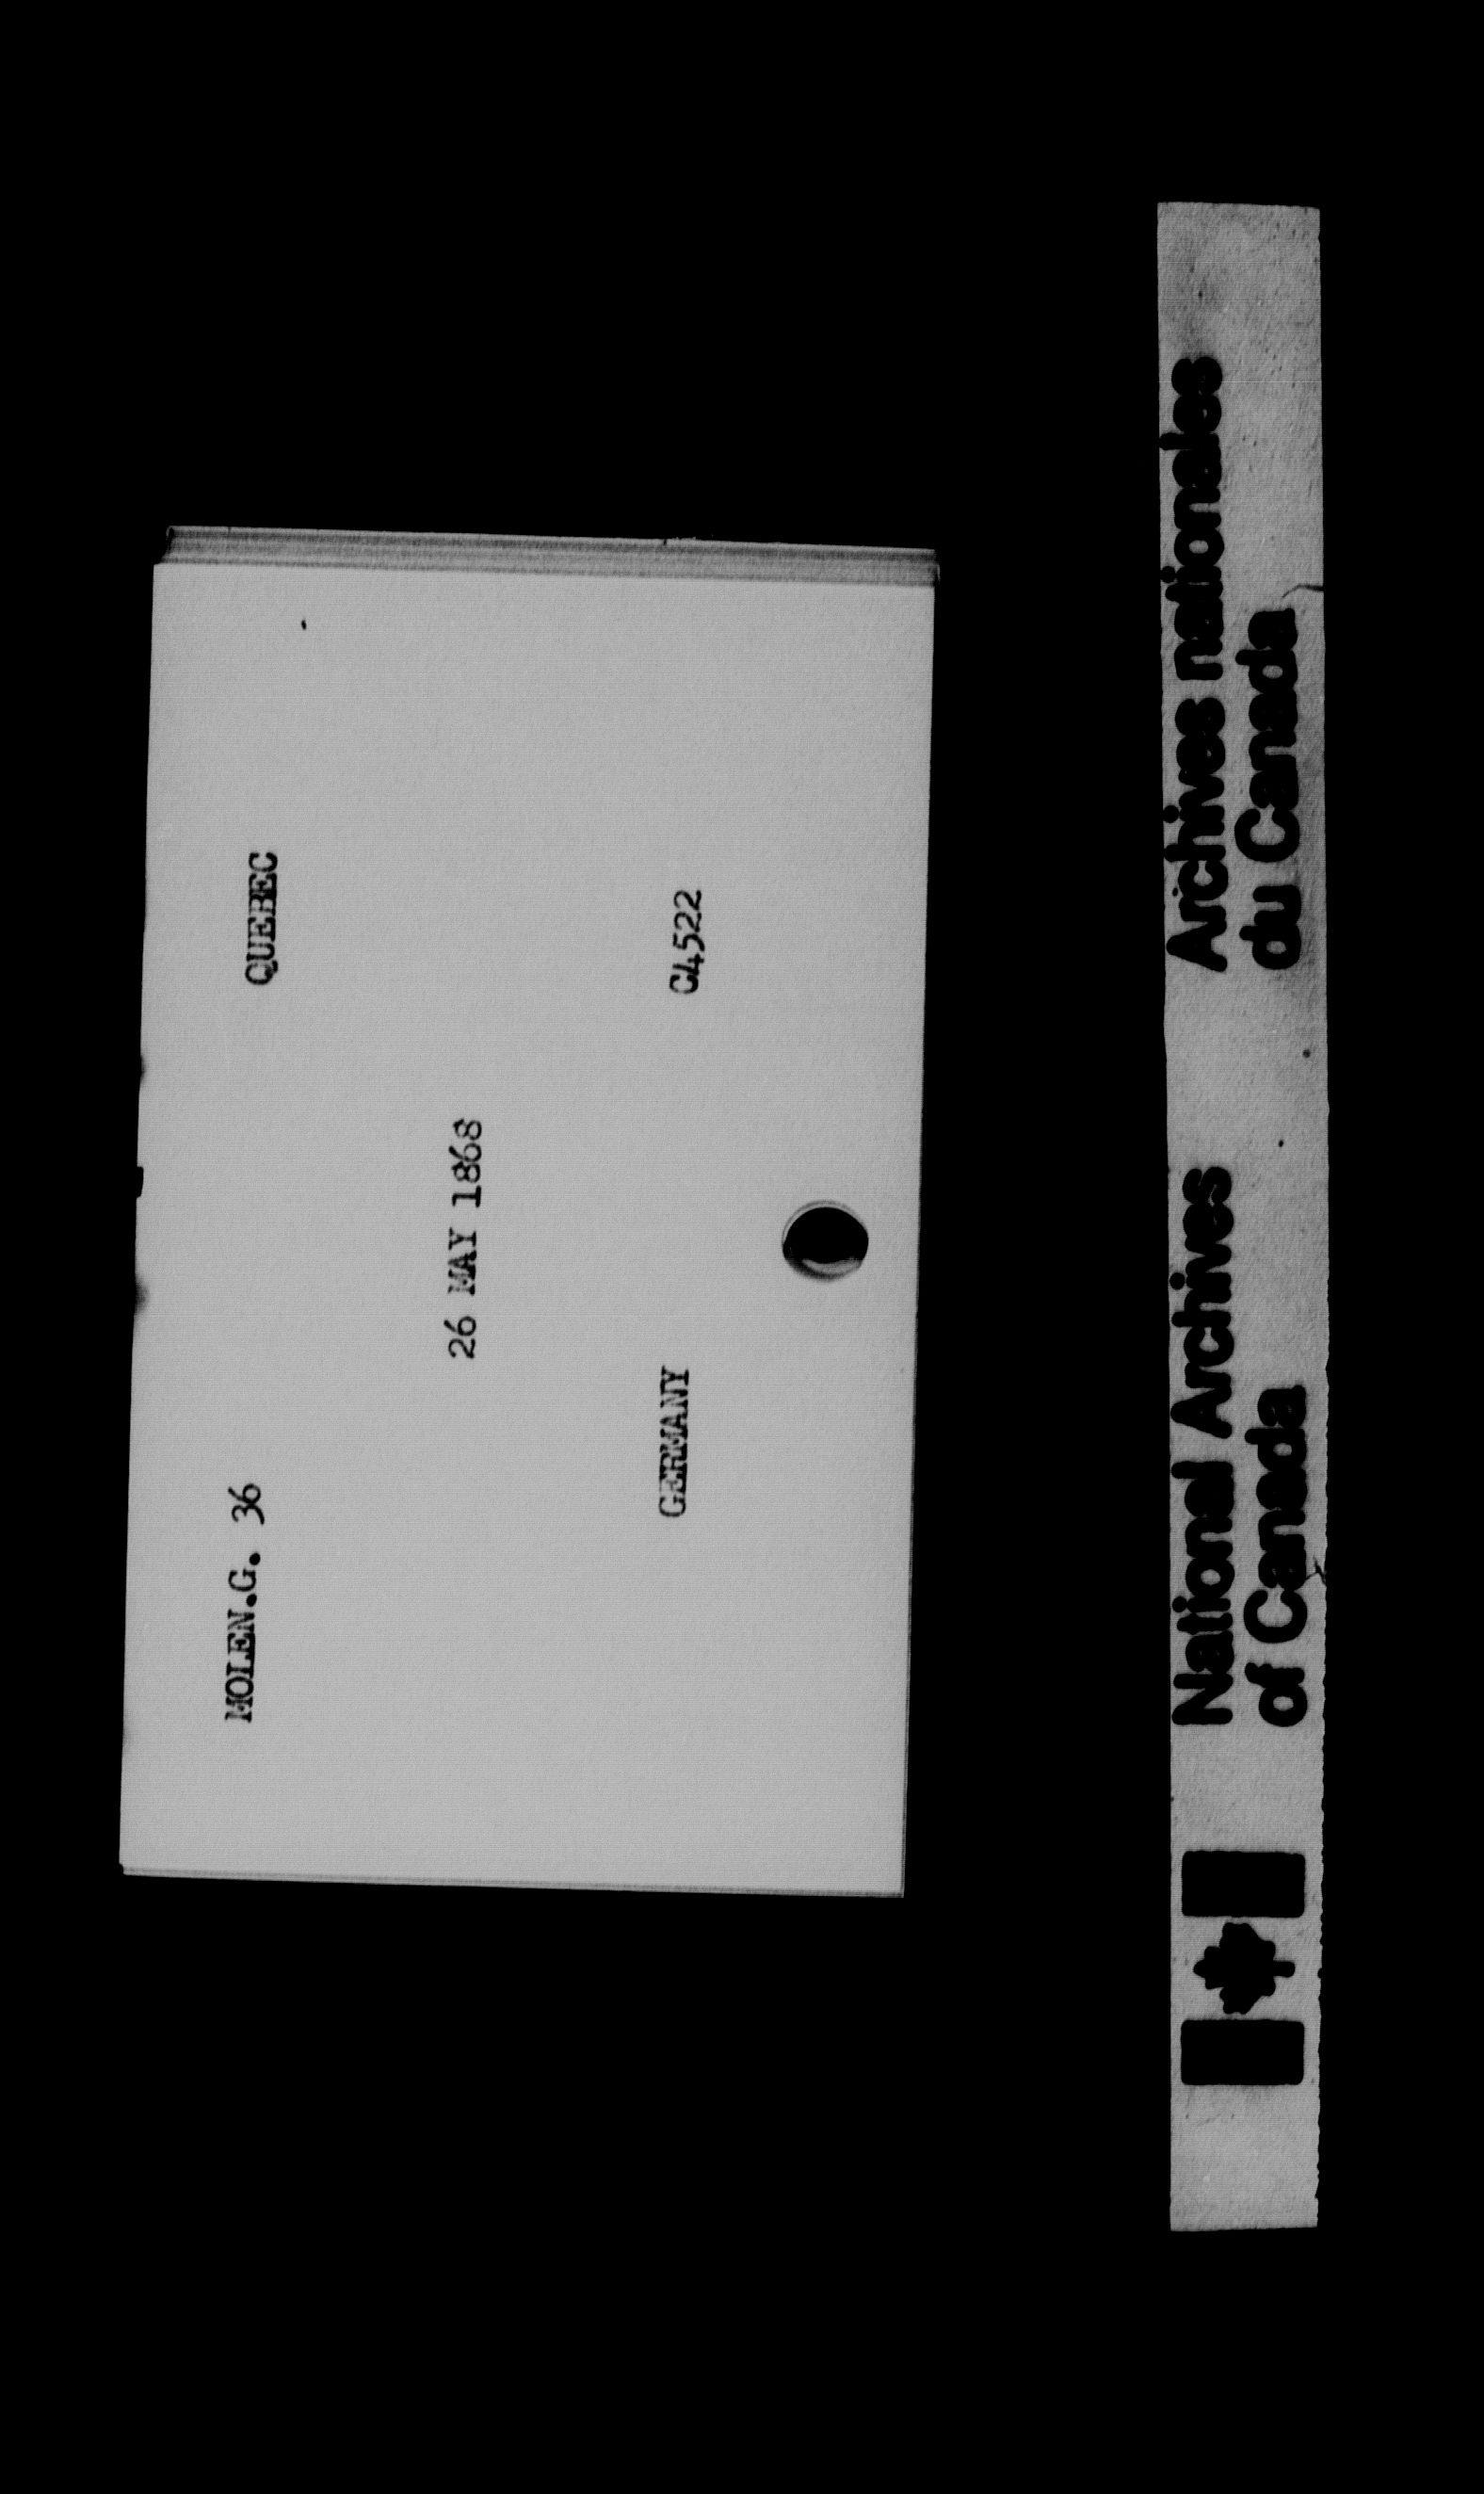 MOLEN.G. 36 QUEBEC
26 MAY 1868
GERMANY C4522
National Archives
of Canada
Archives nationales
du Canada